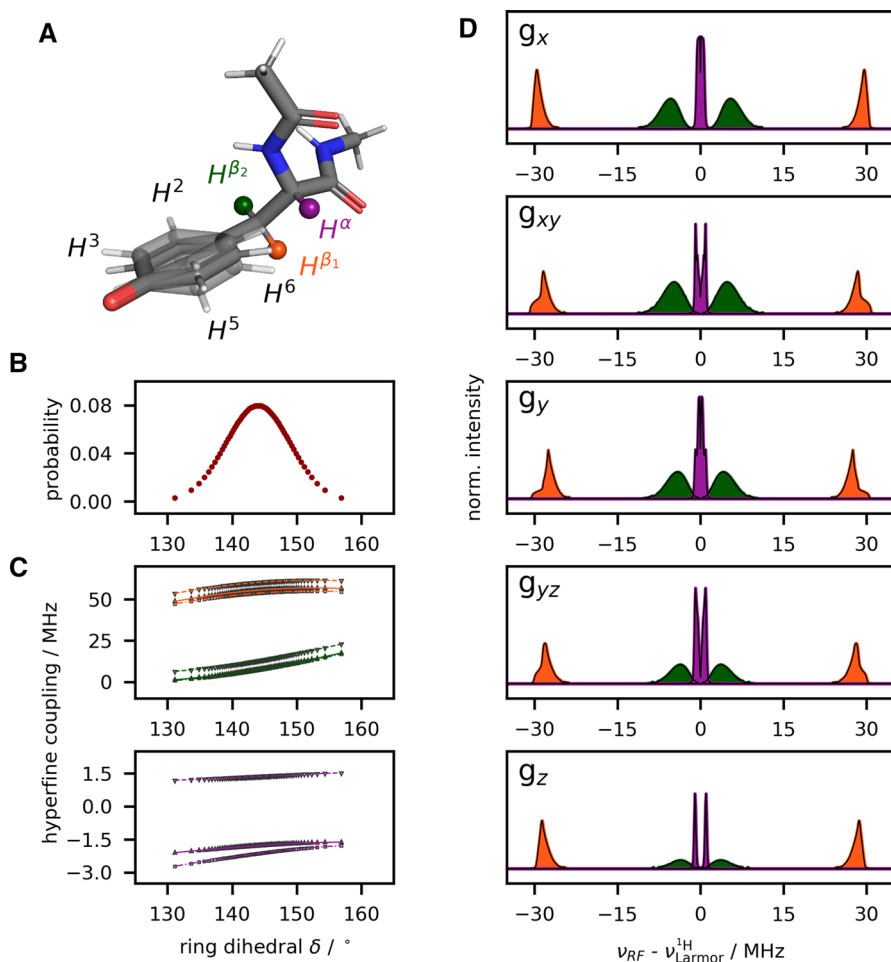 A
H^β2
H^2
H^α
H^3
H^β1
H^6
H^5
B
probability
0.08
0.04
0.00
130 140 150 160
C
hyperfine coupling / MHz
50
25
0
130 140 150 160
1.5
0.0
−1.5
−3.0
130 140 150 160
ring dihedral δ / °
D
norm. intensity
g_x
−30 −15 0 15 30
g_xy
−30 −15 0 15 30
g_y
−30 −15 0 15 30
g_yz
−30 −15 0 15 30
g_z
−30 −15 0 15 30
ν_RF - ν^1H_Larmor / MHz